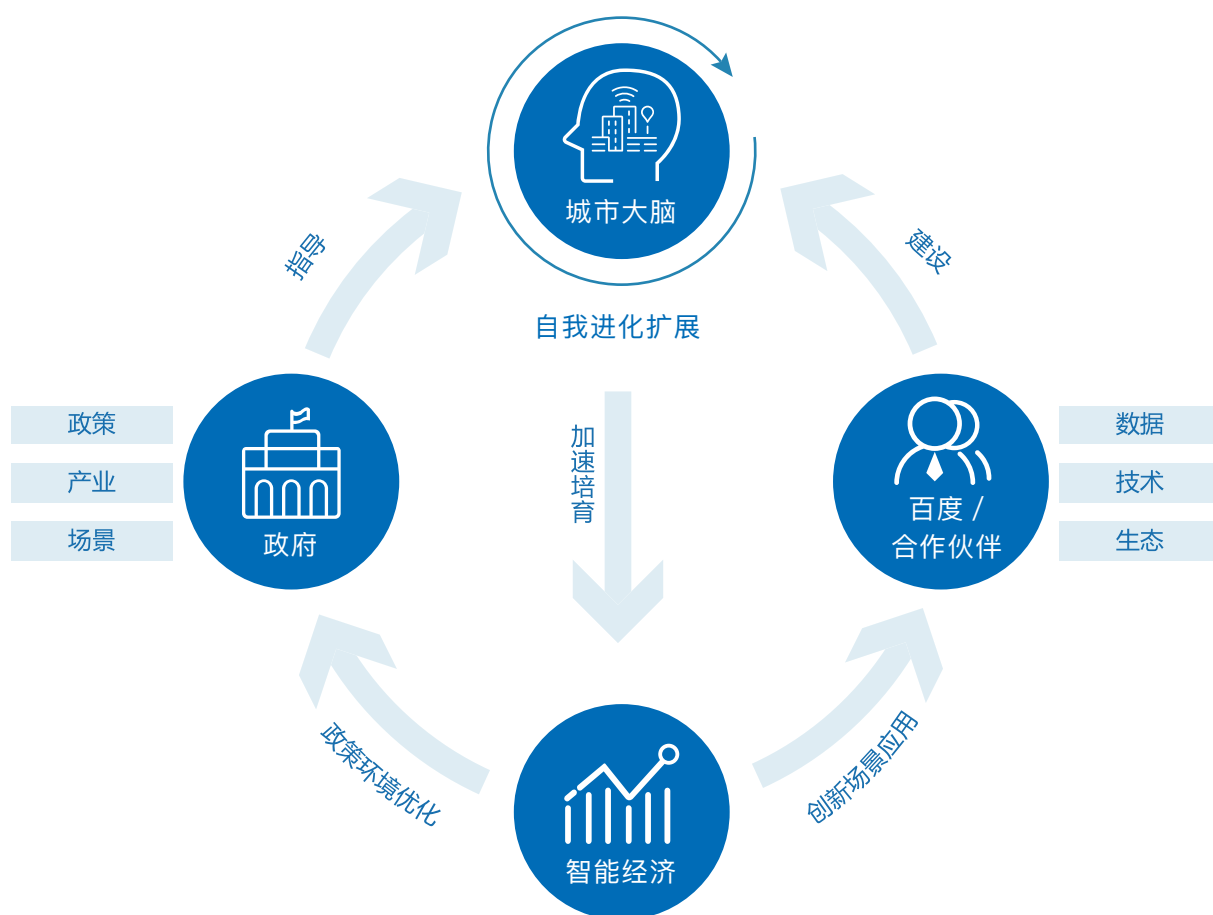 城市大脑
指导
建设
自我进化扩展
政策
产业
场景
政府
加速培育
百度 /
合作伙伴
数据
技术
生态
政策环境优化
创新场景应用
智能经济